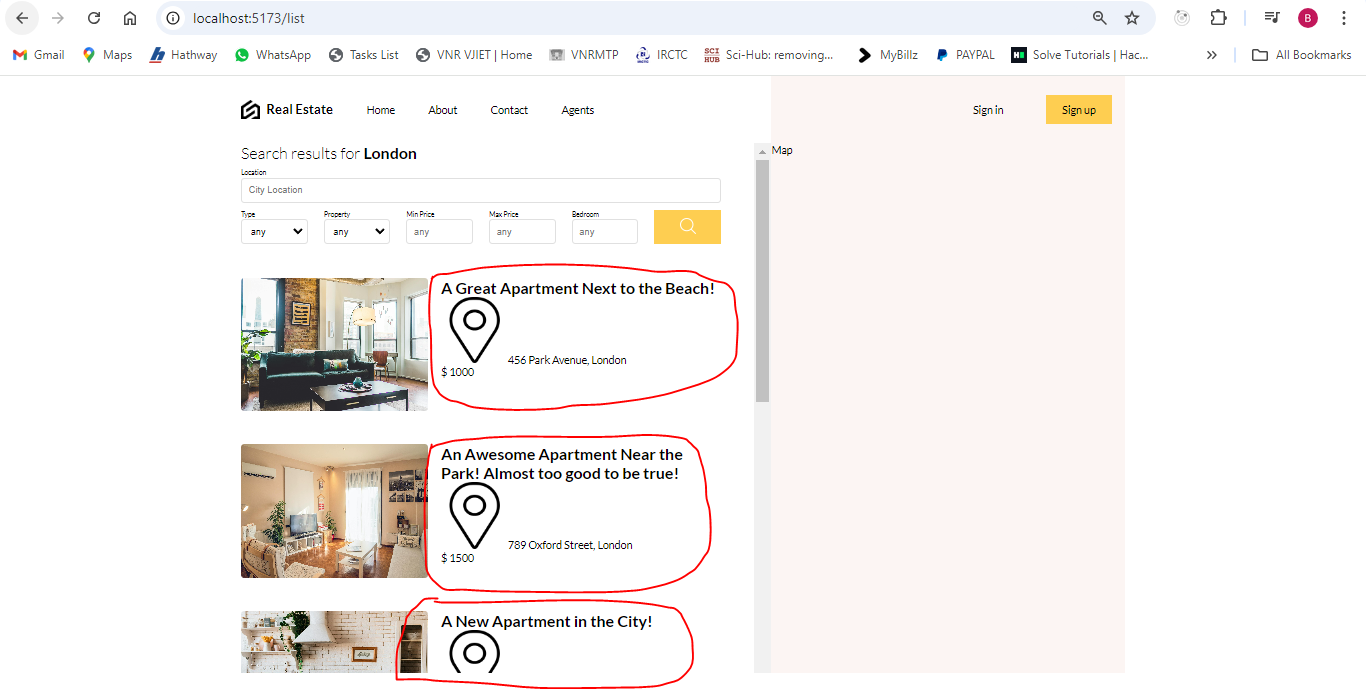 localhost:5173/list
B
Gmail Maps Hathway WhatsApp Tasks List VNR VJIET | Home VNRMTP IRCTC SCI HUB Sci-Hub: removing... MyBillz PAYPAL Solve Tutorials | Hac... » All Bookmarks
Real Estate Home About Contact Agents Sign in Sign up
Search results for London
Map
Location
City Location
Type Property Min Price Max Price Bedroom
any any any any any
A Great Apartment Next to the Beach!
456 Park Avenue, London
$ 1000
An Awesome Apartment Near the
Park! Almost too good to be true!
789 Oxford Street, London
$ 1500
A New Apartment in the City!